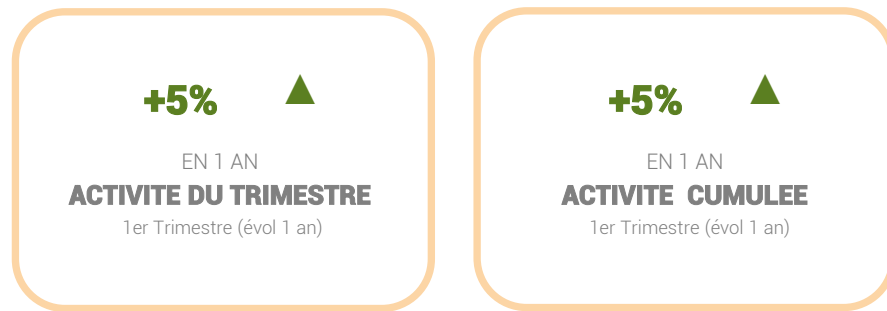 +5%
EN 1 AN
ACTIVITE DU TRIMESTRE
1er Trimestre (évol 1 an)
+5%
EN 1 AN
ACTIVITE CUMULEE
1er Trimestre (évol 1 an)